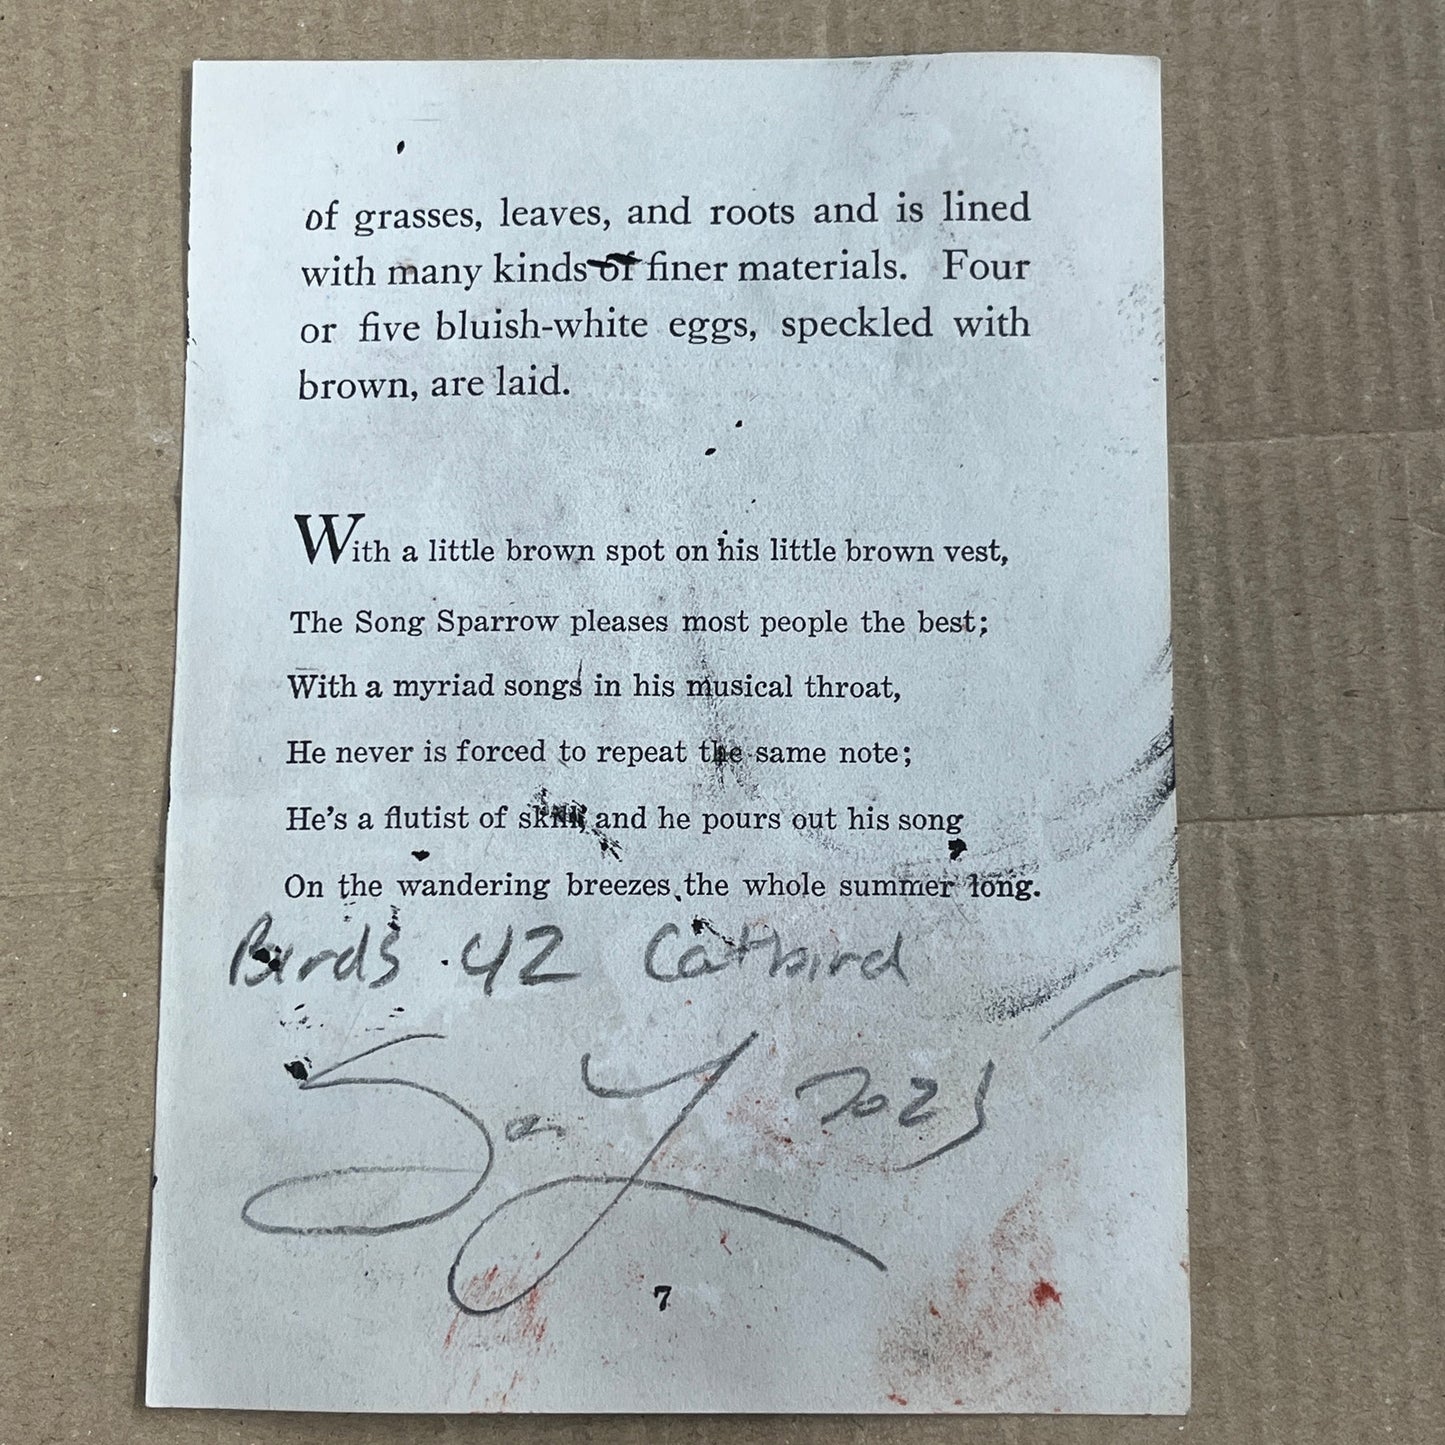 of grasses, leaves, and roots and is lined
with many kinds of finer materials. Four
or five bluish-white eggs, speckled with
brown, are laid.
With a little brown spot on his little brown vest,
The Song Sparrow pleases most people the best;
With a myriad songs in his musical throat,
He never is forced to repeat the same note;
He's a flutist of skill, and he pours out his song
On the wandering breezes the whole summer long.
Birds 42 Catbird
7